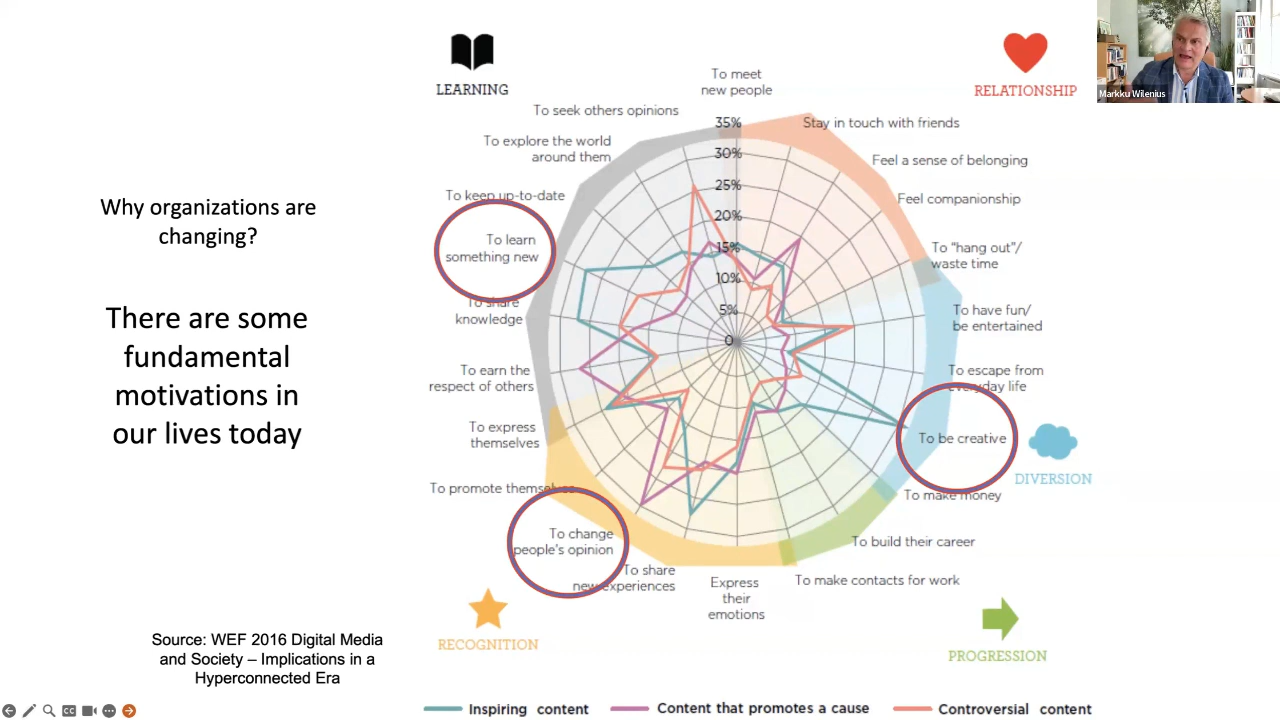 LEARNING
To meet
new people
RELATIONSHIP
Markku Wilenius
To seek others opinions
Stay in touch with friends
To explore the world
around them
Feel a sense of belonging
To keep up-to-date
Feel companionship
Why organizations are
changing?
To learn
something new
To "hang out"/
waste time
To share
knowledge
To have fun/
be entertained
There are some
fundamental
motivations in
our lives today
35%
30%
25%
20%
15%
10%
5%
0
To earn the
respect of others
To escape from
everyday life
To express
themselves
To be creative
DIVERSION
To promote themselves
To make money
To change
people's opinion
To build their career
To share
new experiences
Express
their
emotions
To make contacts for work
RECOGNITION
PROGRESSION
Source: WEF 2016 Digital Media
and Society – Implications in a
Hyperconnected Era
Inspiring content
Content that promotes a cause
Controversial content
CC